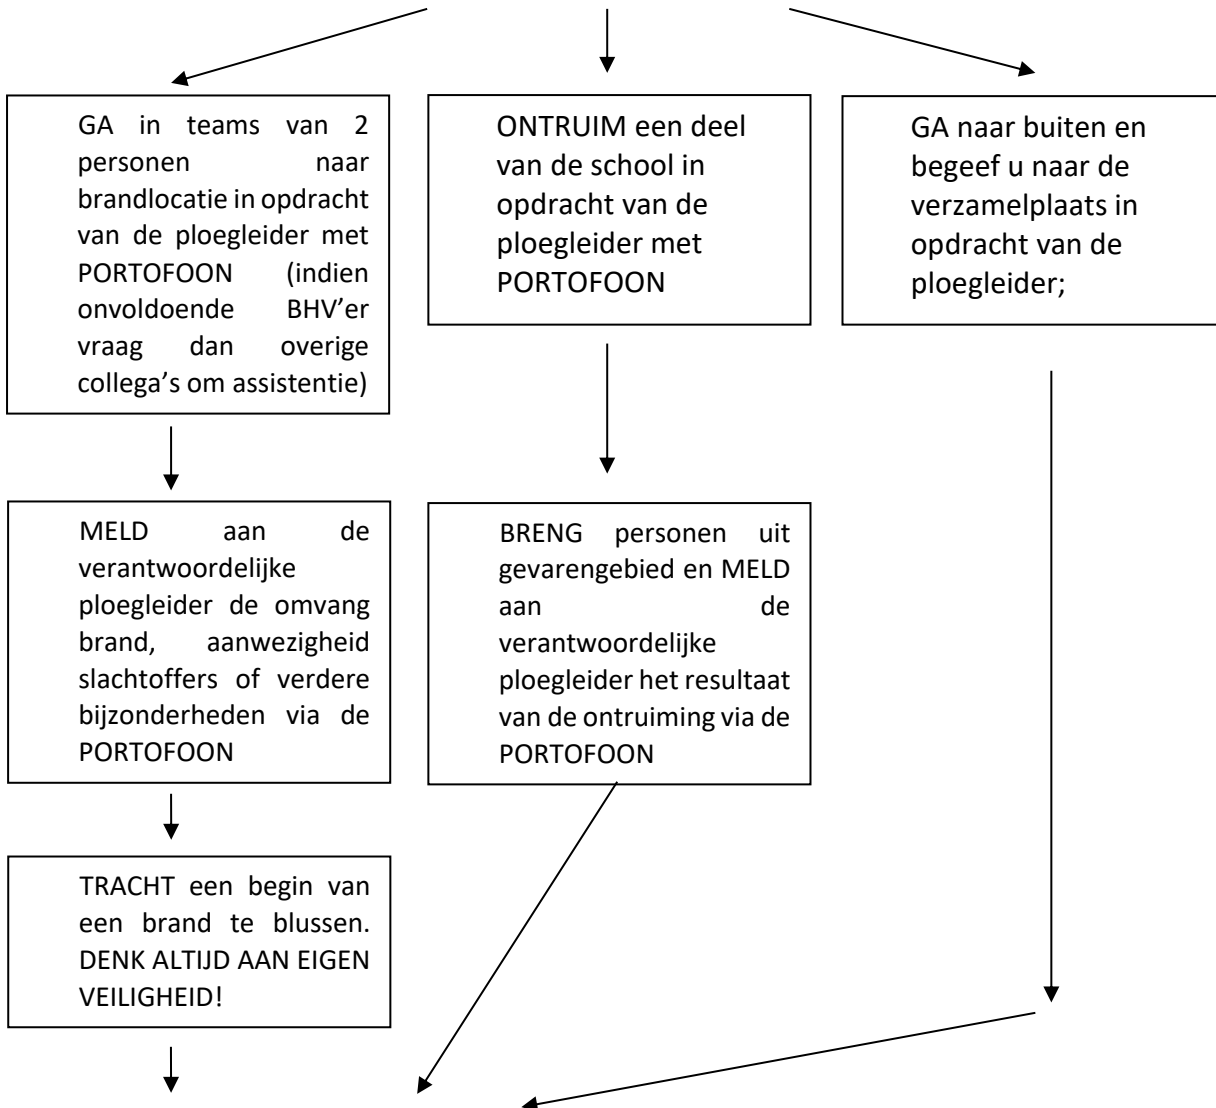 GA in teams van 2
personen naar
brandlocatie in opdracht
van de ploegleider met
PORTOFOON (indien
onvoldoende BHV’er
vraag dan overige
collega’s om assistentie)
ONTRUIM een deel
van de school in
opdracht van de
ploegleider met
PORTOFOON
GA naar buiten en
begeef u naar de
verzamelplaats in
opdracht van de
ploegleider;
MELD aan de
verantwoordelijke
ploegleider de omvang
brand, aanwezigheid
slachtoffers of verdere
bijzonderheden via de
PORTOFOON
BRENG personen uit
gevarengebied en MELD
aan de
verantwoordelijke
ploegleider het resultaat
van de ontruiming via de
PORTOFOON
TRACHT een begin van
een brand te blussen.
DENK ALTIJD AAN EIGEN
VEILIGHEID!